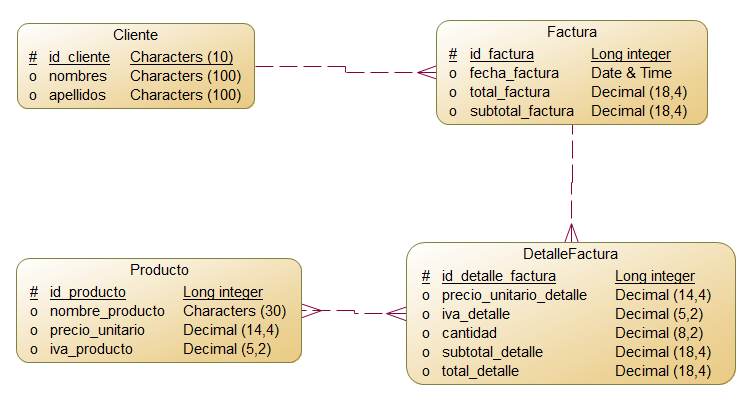 Cliente
# id_cliente Characters (10)
o nombres Characters (100)
o apellidos Characters (100)
Factura
# id_factura Long integer
o fecha_factura Date & Time
o total_factura Decimal (18,4)
o subtotal_factura Decimal (18,4)
Producto
# id_producto Long integer
o nombre_producto Characters (30)
o precio_unitario Decimal (14,4)
o iva_producto Decimal (5,2)
DetalleFactura
# id_detalle_factura Long integer
o precio_unitario_detalle Decimal (14,4)
o iva_detalle Decimal (5,2)
o cantidad Decimal (8,2)
o subtotal_detalle Decimal (18,4)
o total_detalle Decimal (18,4)